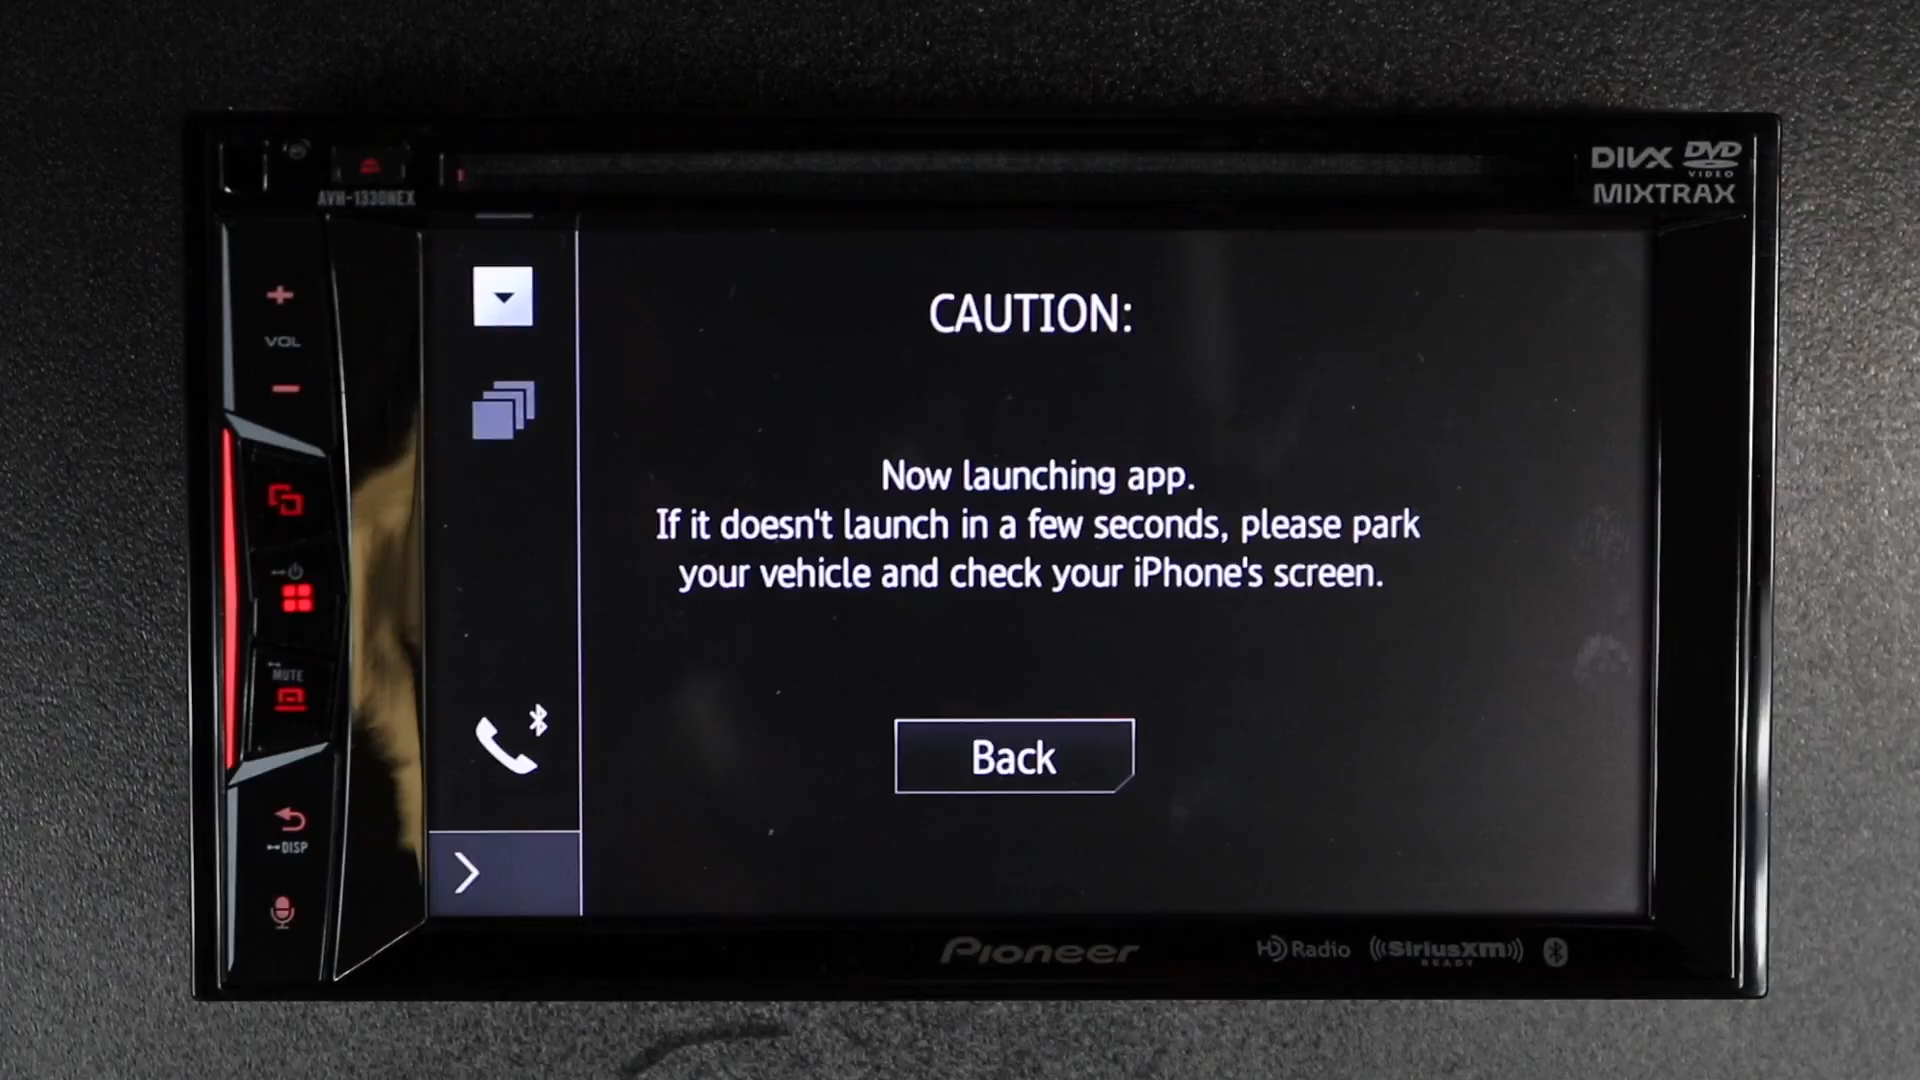 AVH-1330NEX
DIVX DVD
VIDEO
MIXTRAX
VOL
MUTE
DISP
CAUTION:
Now launching app.
If it doesn't launch in a few seconds, please park
your vehicle and check your iPhone's screen.
Back
Pioneer
HD Radio
SiriusXM
READY